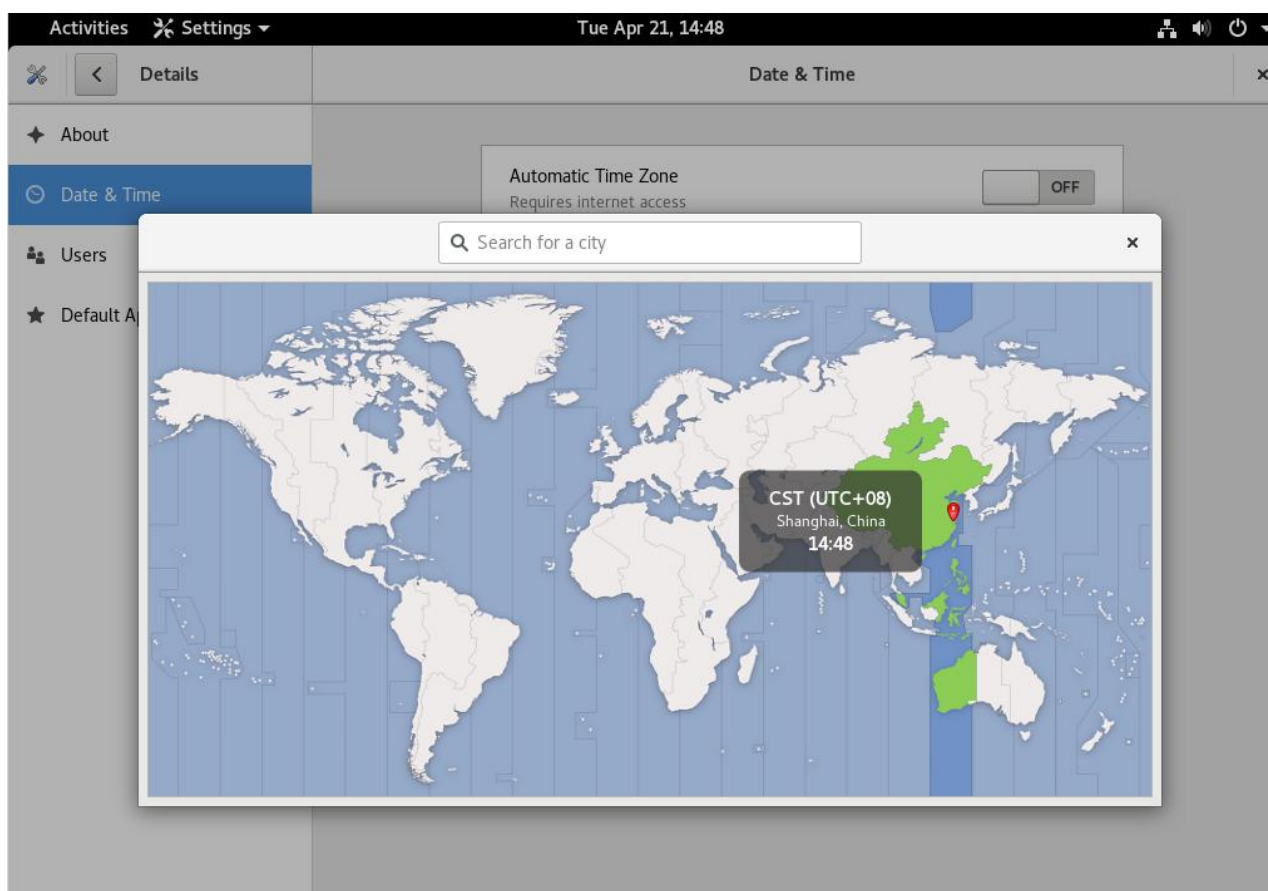 Activities Settings Tue Apr 21, 14:48
Details Date & Time
About
Automatic Time Zone
OFF
Requires internet access
Date & Time
Search for a city
Users
Default A
CST (UTC+08)
Shanghai, China
14:48